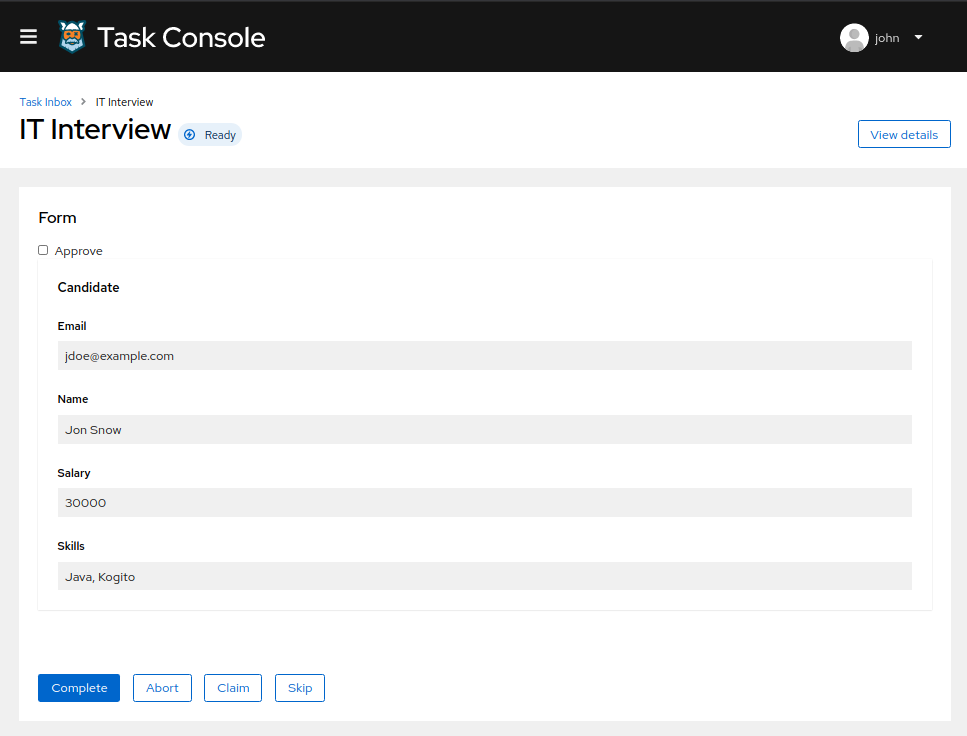 Task Console
john
Task Inbox > IT Interview
IT Interview
Ready
View details
Form
Approve
Candidate
Email
jdoe@example.com
Name
Jon Snow
Salary
30000
Skills
Java, Kogito
Complete Abort Claim Skip